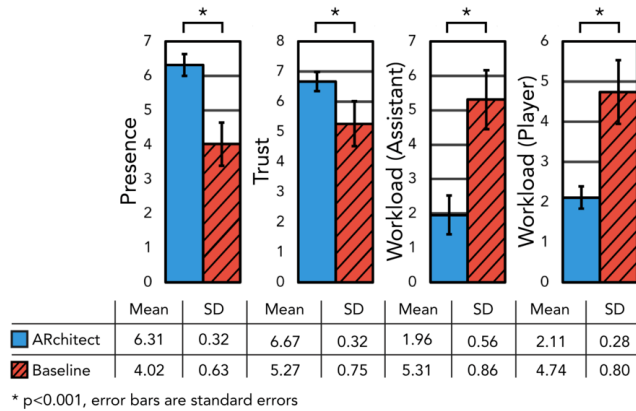 * * * *
7 8 7 6
6 7 6 5
5 6 5 4
4 5 4 3
3 4 3 2
2 3 2 1
1 2 1 0
0 1 0
0
Presence
Trust
Workload (Assistant)
Workload (Player)
Mean SD Mean SD Mean SD Mean SD
ARchitect 6.31 0.32 6.67 0.32 1.96 0.56 2.11 0.28
Baseline 4.02 0.63 5.27 0.75 5.31 0.86 4.74 0.80
* p<0.001, error bars are standard errors